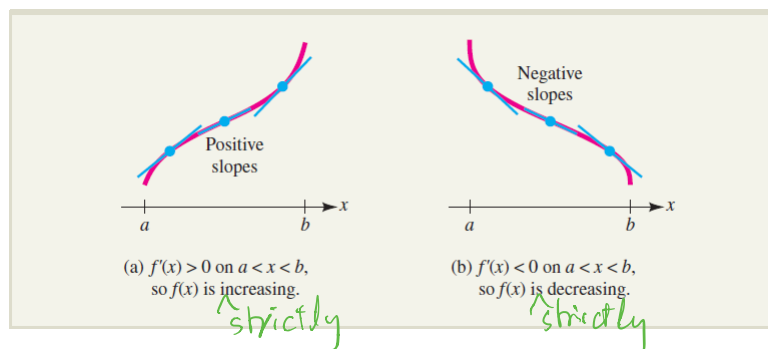 Positive
slopes
Negative
slopes
a
b
x
a
b
x
(a) f′(x) > 0 on a < x < b,
so f(x) is increasing.
^strictly
(b) f′(x) < 0 on a < x < b,
so f(x) is decreasing.
^strictly